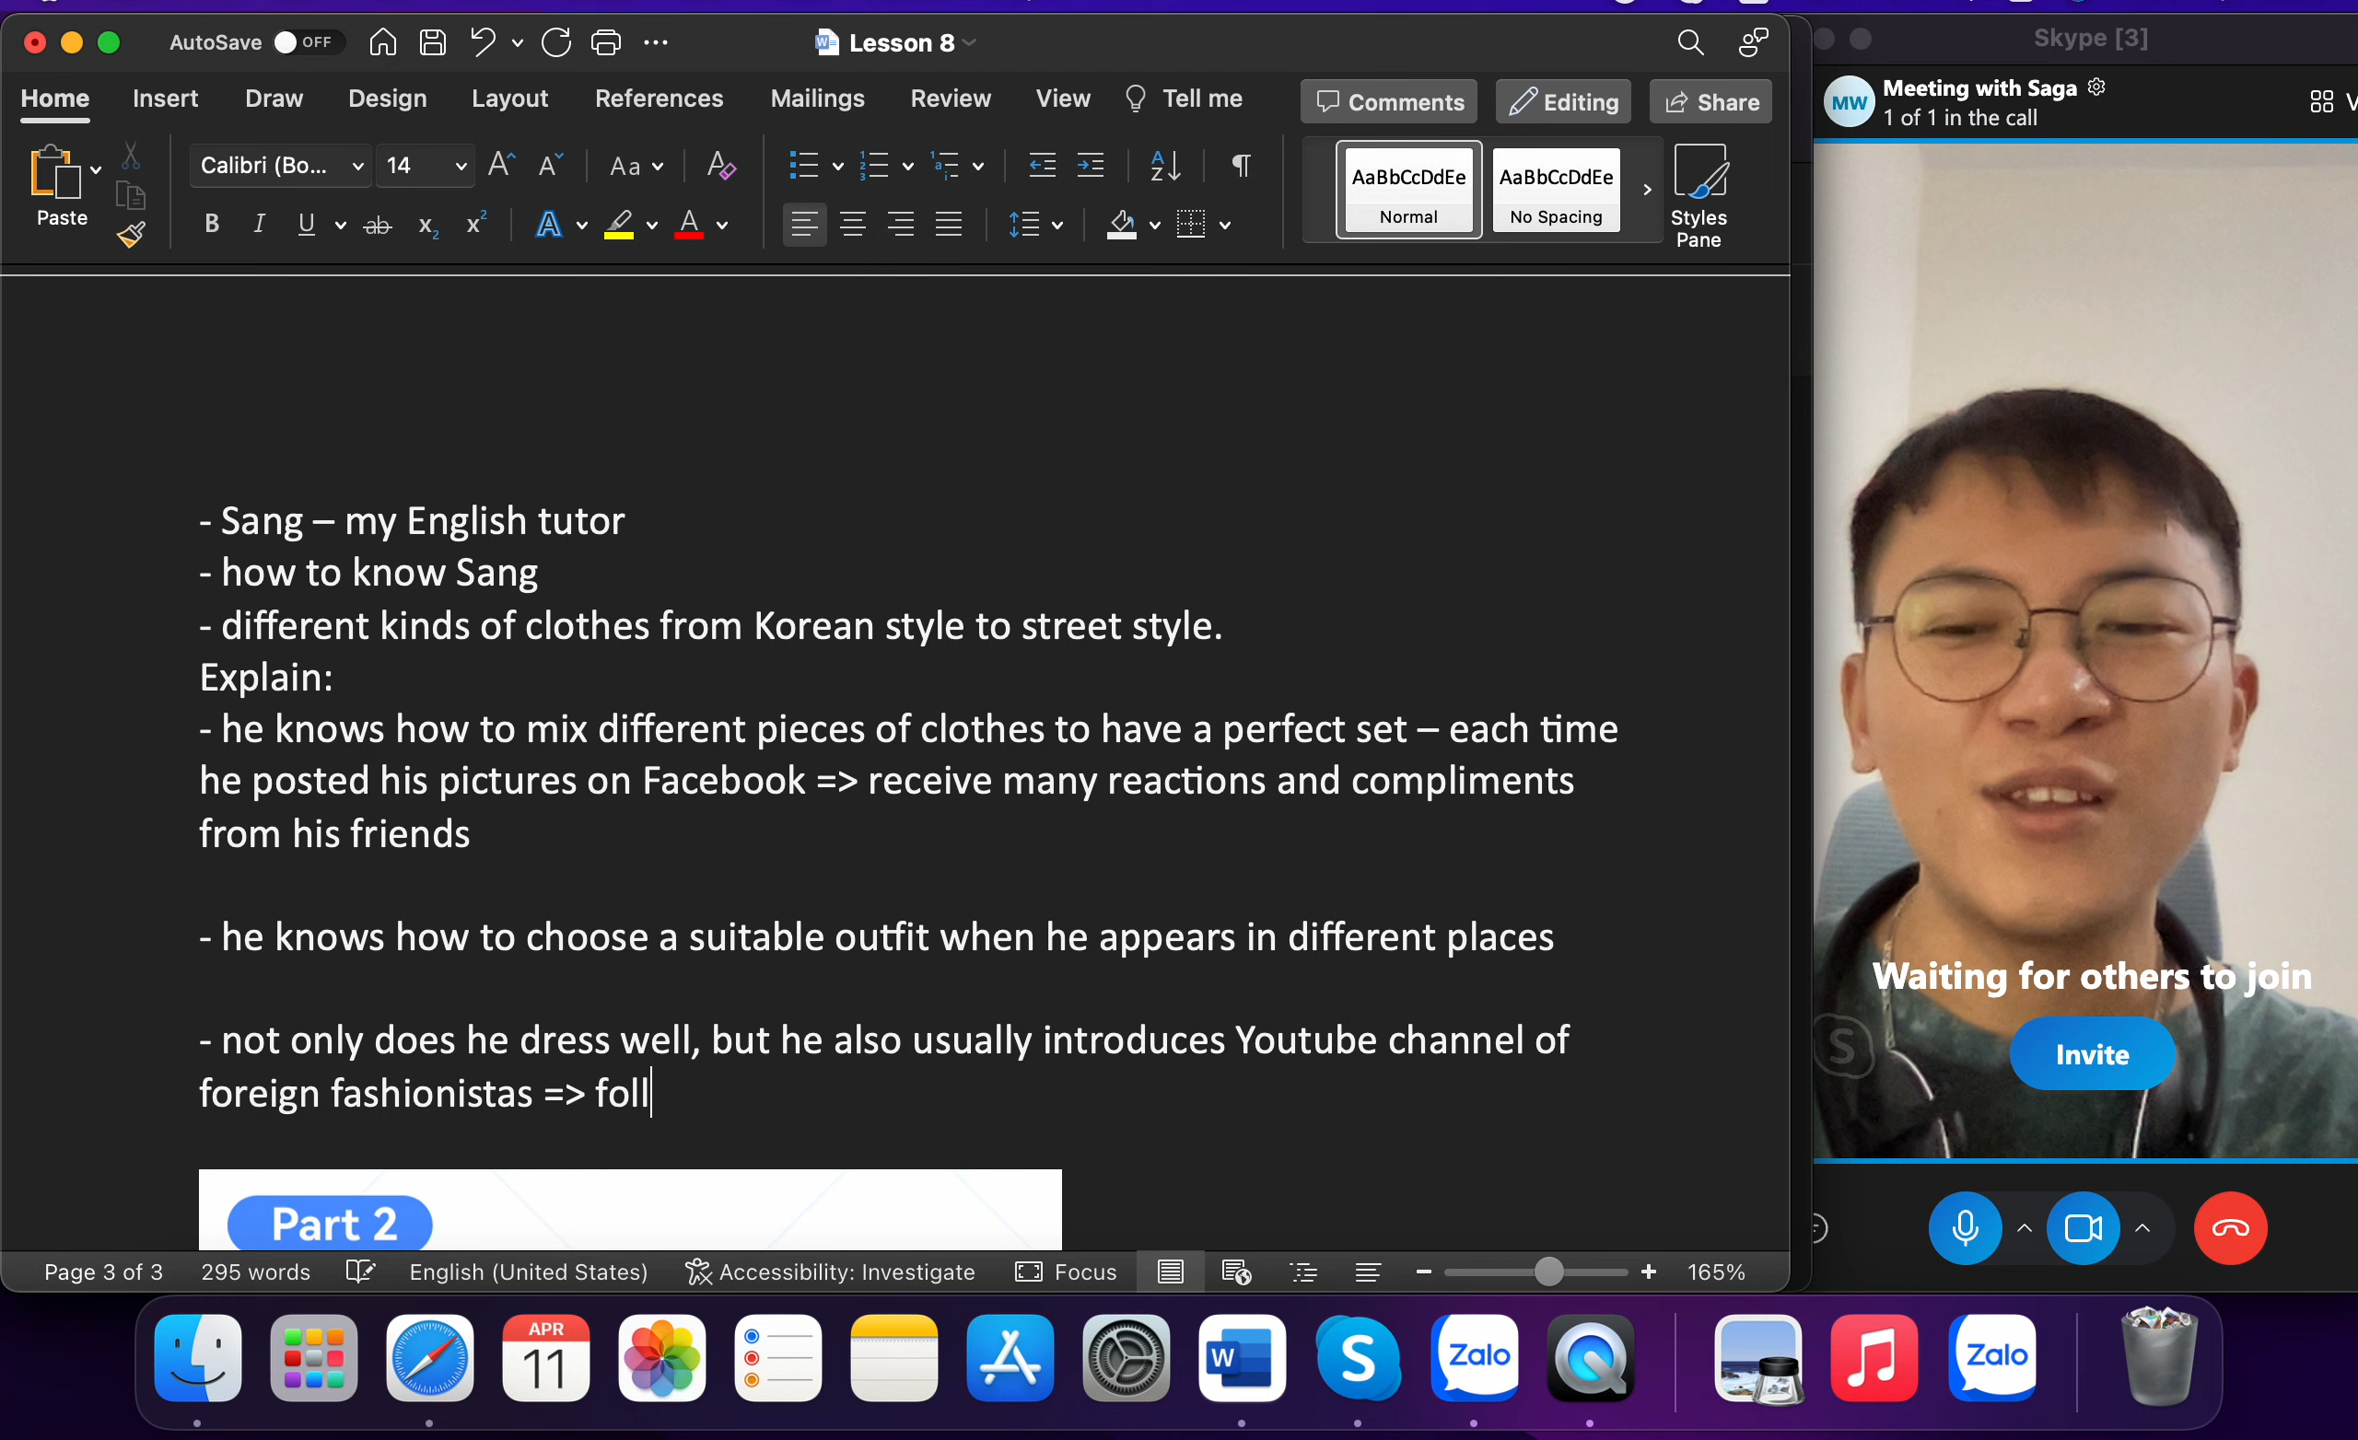 AutoSave OFF
Lesson 8
Skype [3]
Home Insert Draw Design Layout References Mailings Review View Tell me Comments Editing Share
MW Meeting with Saga
1 of 1 in the call
Paste
Calibri (Bo... 14
Aa
AaBbCcDdEe
Normal
AaBbCcDdEe
No Spacing
Styles
Pane
- Sang – my English tutor
- how to know Sang
- different kinds of clothes from Korean style to street style.
Explain:
- he knows how to mix different pieces of clothes to have a perfect set – each time
he posted his pictures on Facebook => receive many reactions and compliments
from his friends
- he knows how to choose a suitable outfit when he appears in different places
- not only does he dress well, but he also usually introduces Youtube channel of
foreign fashionistas => foll
Part 2
Waiting for others to join
Invite
Page 3 of 3 295 words English (United States) Accessibility: Investigate Focus 165%
APR
11
W
S
Zalo
Zalo